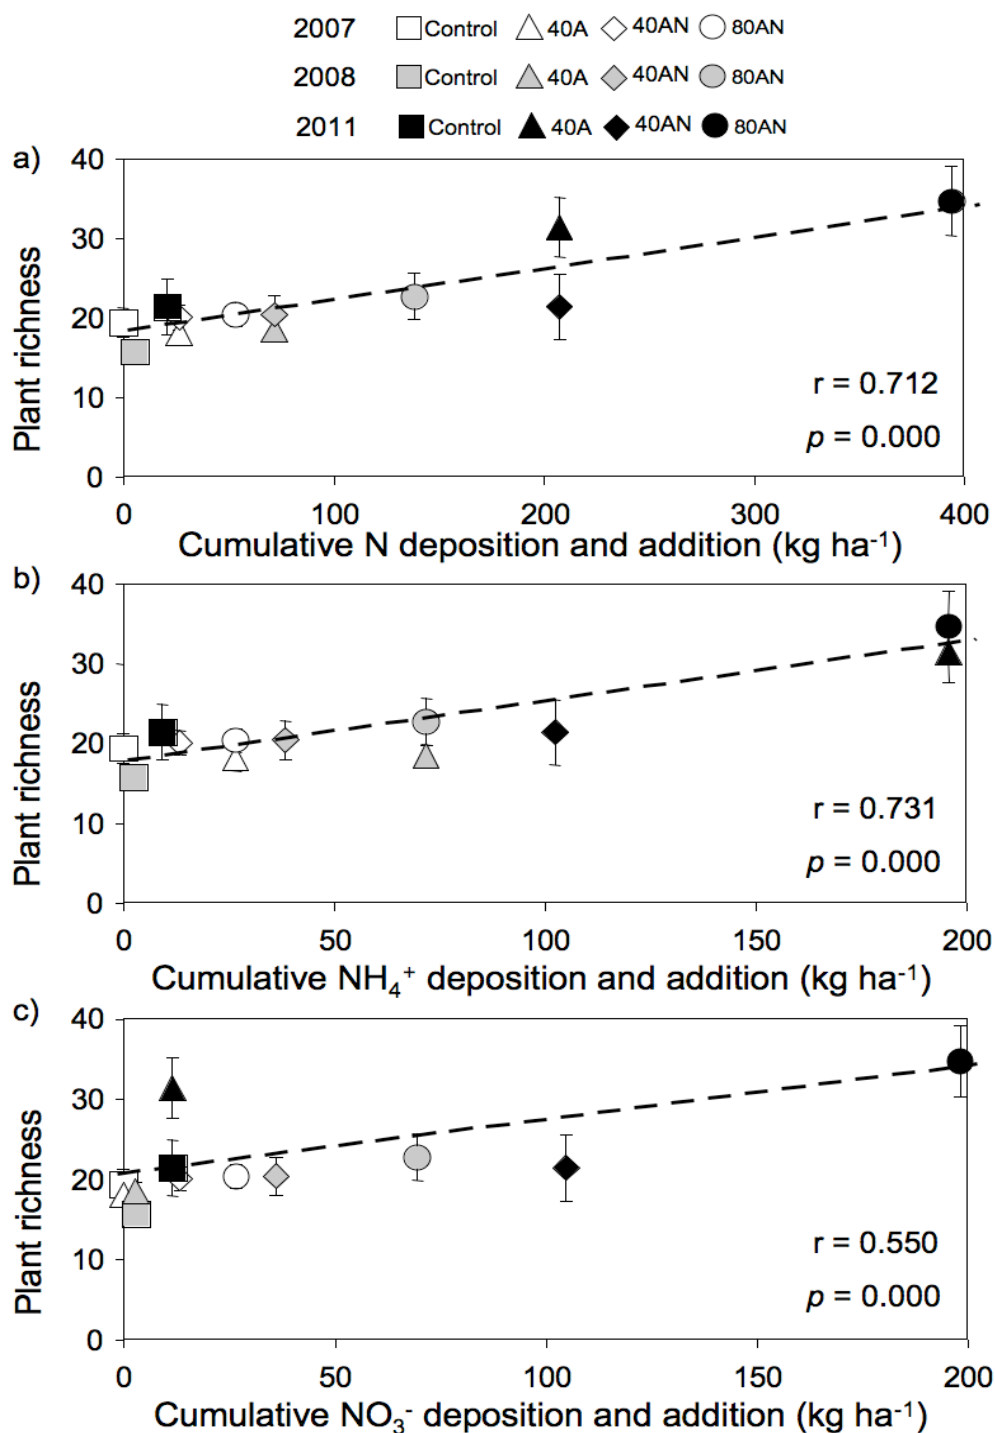 2007 Control 40A 40AN 80AN
2008 Control 40A 40AN 80AN
2011 Control 40A 40AN 80AN
a)
40
30
20
10
0
Plant richness
r = 0.712
p = 0.000
0 100 200 300 400
Cumulative N deposition and addition (kg ha⁻¹)
b)
40
30
20
10
0
Plant richness
r = 0.731
p = 0.000
0 50 100 150 200
Cumulative NH₄⁺ deposition and addition (kg ha⁻¹)
c)
40
30
20
10
0
Plant richness
r = 0.550
p = 0.000
0 50 100 150 200
Cumulative NO₃⁻ deposition and addition (kg ha⁻¹)